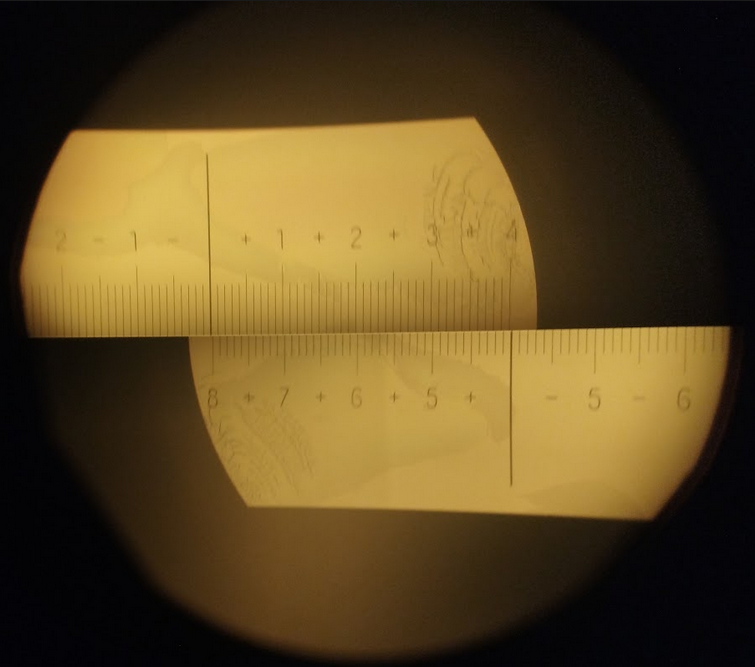 2 - 1 - + 1 + 2 + 3 + 4
8 + 7 + 6 + 5 + - 5 - 6